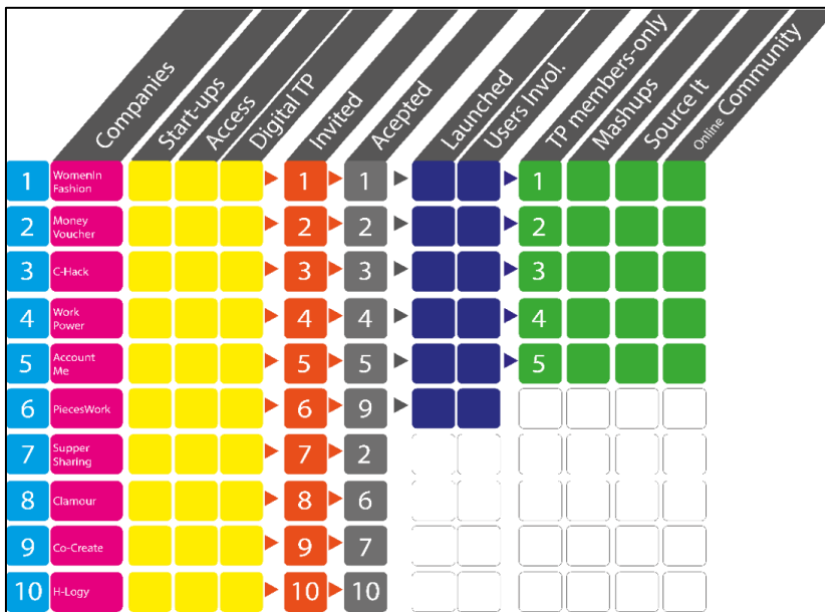 Companies
Start-ups
Access
Digital TP
Invited
Acepted
Launched
Users Invol.
TP members-only
Mashups
Source It
Online Community
1 WomenIn Fashion 1 1 1
2 Money Voucher 2 2 2
3 C-Hack 3 3 3
4 Work Power 4 4 4
5 Account Me 5 5 5
6 PiecesWork 6 9
7 Supper Sharing 7 2
8 Clamour 8 6
9 Co-Create 9 7
10 H-Logy 10 10